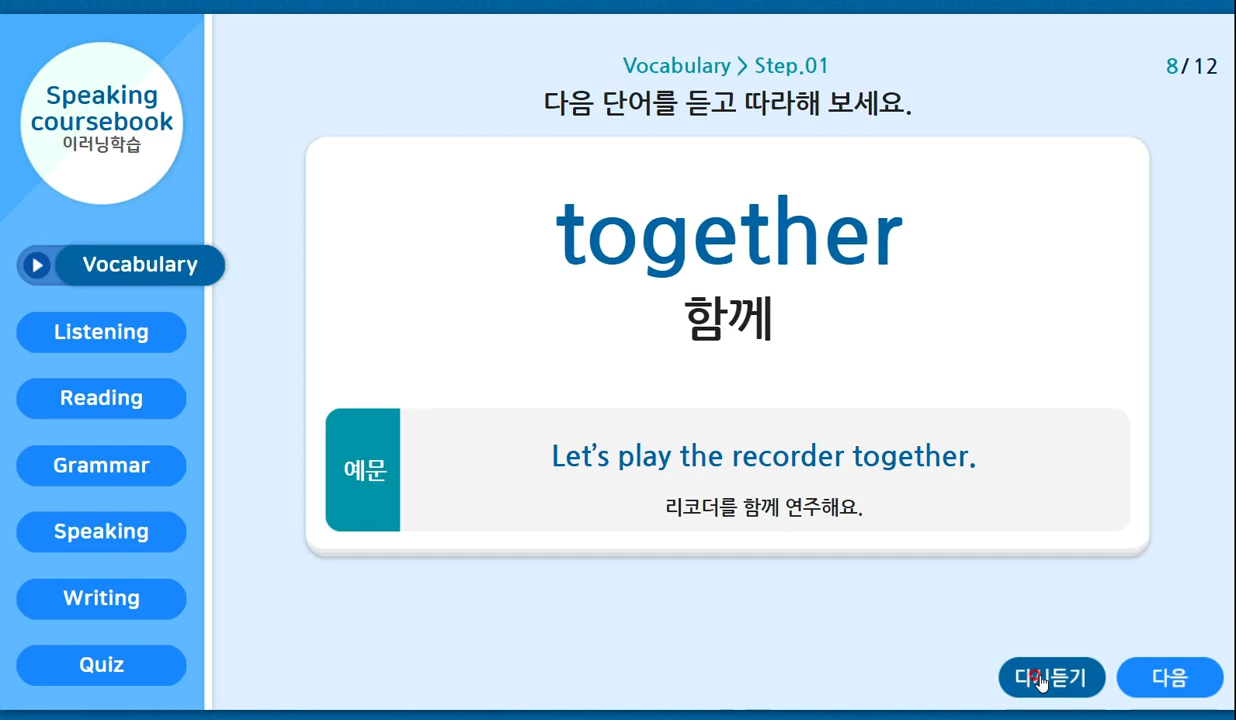 Speaking
coursebook
이러닝학습
Vocabulary
Listening
Reading
Grammar
Speaking
Writing
Quiz
Vocabulary > Step.01
8/12
다음 단어를 듣고 따라해 보세요.
together
함께
예문
Let's play the recorder together.
리코더를 함께 연주해요.
다시듣기
다음